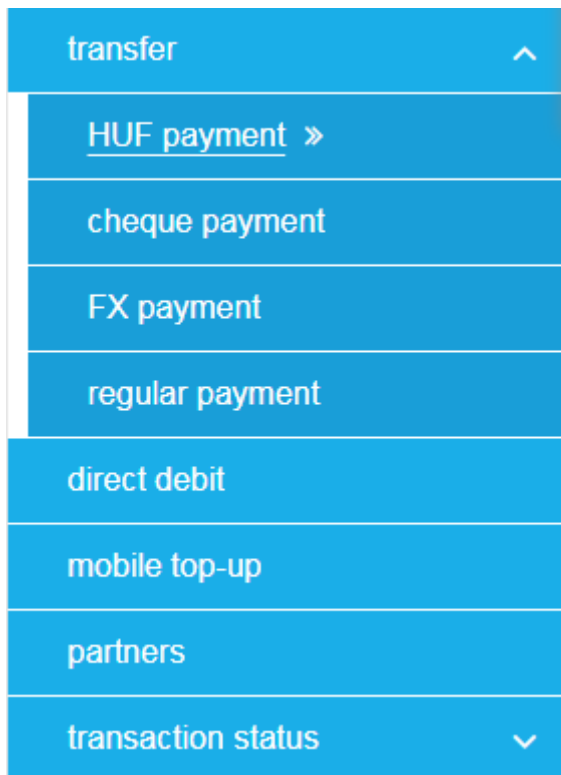 transfer
HUF payment »
cheque payment
FX payment
regular payment
direct debit
mobile top-up
partners
transaction status